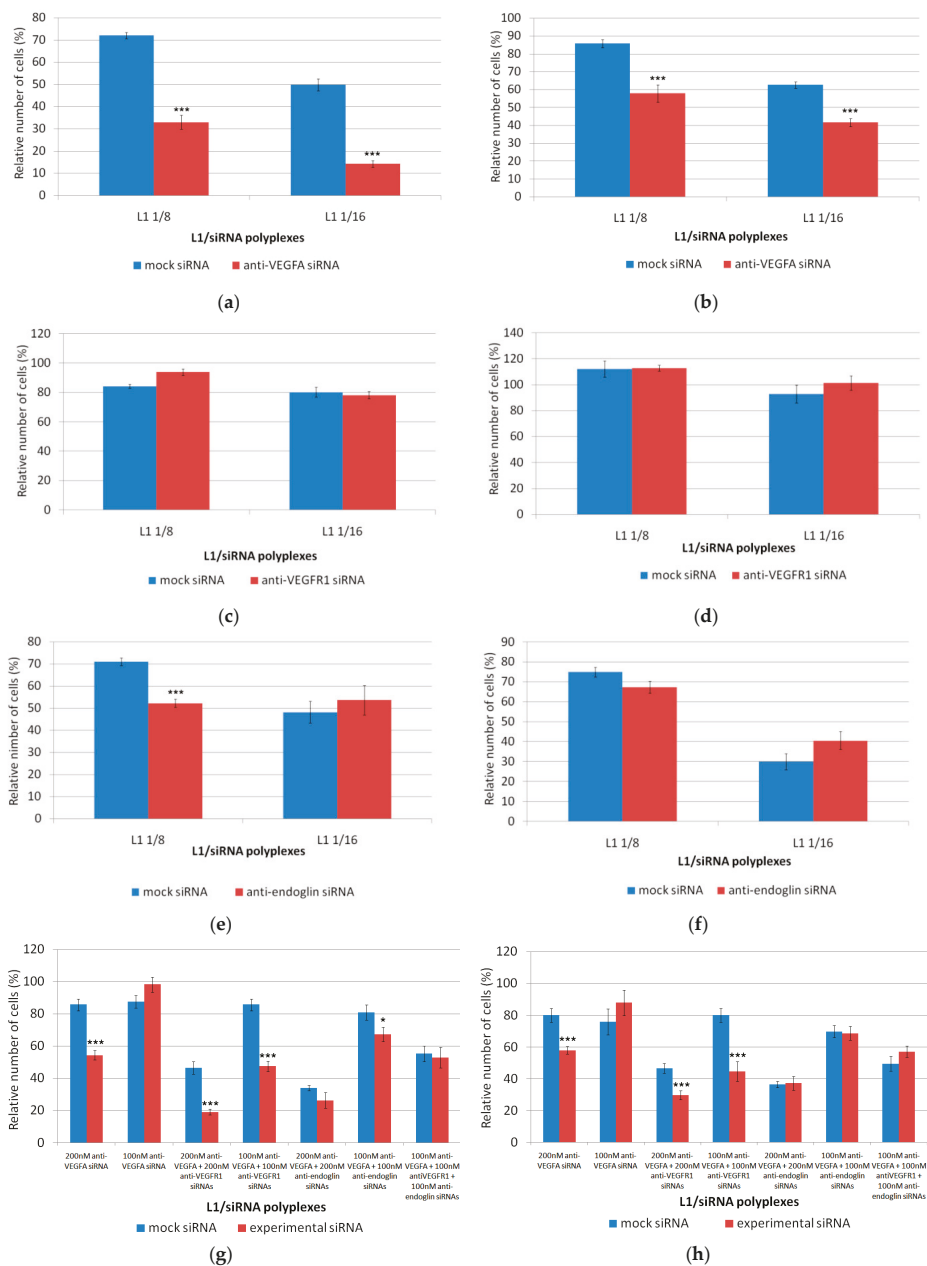 Relative number of cells (%)
80
70
60
50
40
30
20
10
0
***
***
L1 1/8
L1 1/16
L1/siRNA polyplexes
mock siRNA
anti-VEGFA siRNA
(a)
Relative number of cells (%)
100
90
80
70
60
50
40
30
20
10
0
***
***
L1 1/8
L1 1/16
L1/siRNA polyplexes
mock siRNA
anti-VEGFA siRNA
(b)
Relative number of cells (%)
120
100
80
60
40
20
0
L1 1/8
L1 1/16
L1/siRNA polyplexes
mock siRNA
anti-VEGFR1 siRNA
(c)
Relative number of cells (%)
140
120
100
80
60
40
20
0
L1 1/8
L1 1/16
L1/siRNA polyplexes
mock siRNA
anti-VEGFR1 siRNA
(d)
Relative nimber of cells (%)
80
70
60
50
40
30
20
10
0
***
L1 1/8
L1 1/16
L1/siRNA polyplexes
mock siRNA
anti-endoglin siRNA
(e)
Relative number of cells (%)
90
80
70
60
50
40
30
20
10
0
L1 1/8
L1 1/16
L1/siRNA polyplexes
mock siRNA
anti-endoglin siRNA
(f)
Relative number of cells (%)
120
100
80
60
40
20
0
***
***
***
*
200nM anti-
VEGFA siRNA
100nM anti-
VEGFA siRNA
200nM anti-
VEGFA + 200nM
anti-VEGFR1
siRNAs
100nM anti-
VEGFA + 100nM
anti-VEGFR1
siRNAs
200nM anti-
VEGFA + 200nM
anti-endoglin
siRNAs
100nM anti-
VEGFA + 100nM
anti-endoglin
siRNAs
100nM anti-
VEGFA + 100nM
antiVEGFR1 +
100nM anti-
endoglin siRNAs
L1/siRNA polyplexes
mock siRNA
experimental siRNA
(g)
Relative number of cells (%)
120
100
80
60
40
20
0
***
***
***
200nM anti-
VEGFA siRNA
100nM anti-
VEGFA siRNA
200nM anti-
VEGFA + 200nM
anti-VEGFR1
siRNAs
100nM anti-
VEGFA + 100nM
anti-VEGFR1
siRNAs
200nM anti-
VEGFA + 200nM
anti-endoglin
siRNAs
100nM anti-
VEGFA + 100nM
anti-endoglin
siRNAs
100nM anti-
VEGFA + 100nM
antiVEGFR1 +
100nM anti-
endoglin siRNAs
L1/siRNA polyplexes
mock siRNA
experimental siRNA
(h)